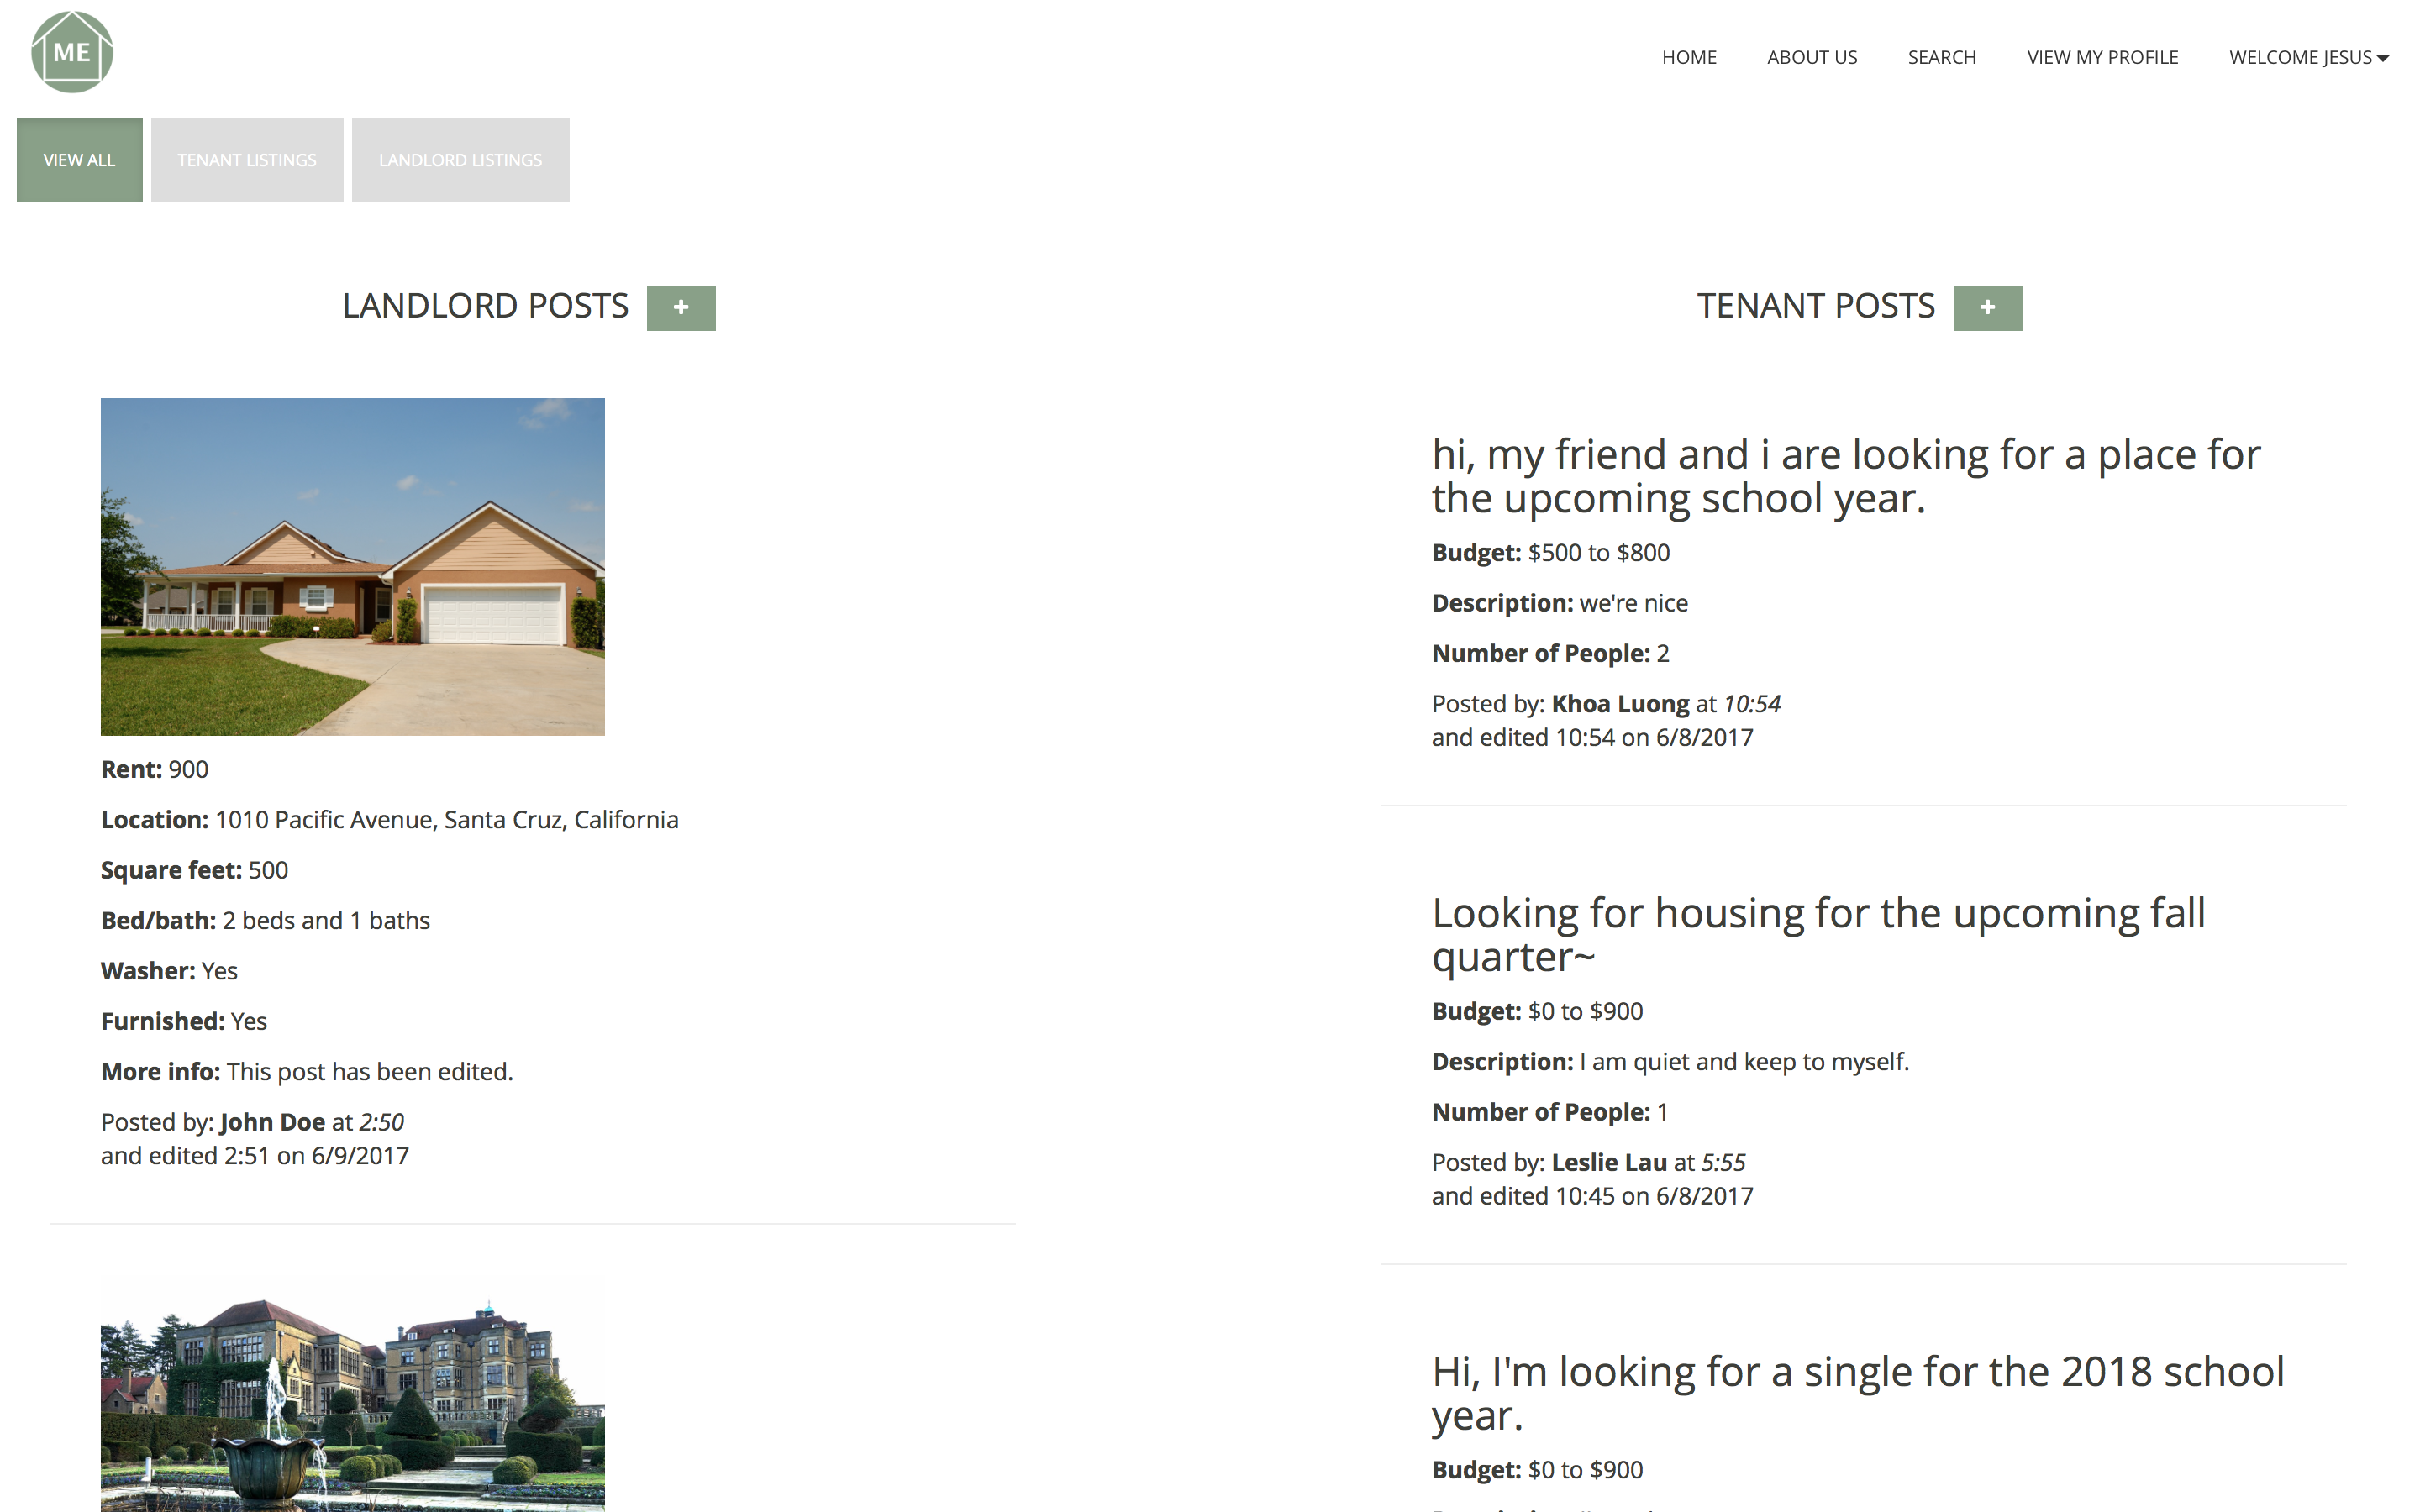 ME
HOME
ABOUT US
SEARCH
VIEW MY PROFILE
WELCOME JESUS
VIEW ALL
TENANT LISTINGS
LANDLORD LISTINGS
LANDLORD POSTS +
Rent: 900
Location: 1010 Pacific Avenue, Santa Cruz, California
Square feet: 500
Bed/bath: 2 beds and 1 baths
Washer: Yes
Furnished: Yes
More info: This post has been edited.
Posted by: John Doe at 2:50
and edited 2:51 on 6/9/2017
TENANT POSTS +
hi, my friend and i are looking for a place for
the upcoming school year.
Budget: $500 to $800
Description: we're nice
Number of People: 2
Posted by: Khoa Luong at 10:54
and edited 10:54 on 6/8/2017
Looking for housing for the upcoming fall
quarter~
Budget: $0 to $900
Description: I am quiet and keep to myself.
Number of People: 1
Posted by: Leslie Lau at 5:55
and edited 10:45 on 6/8/2017
Hi, I'm looking for a single for the 2018 school
year.
Budget: $0 to $900